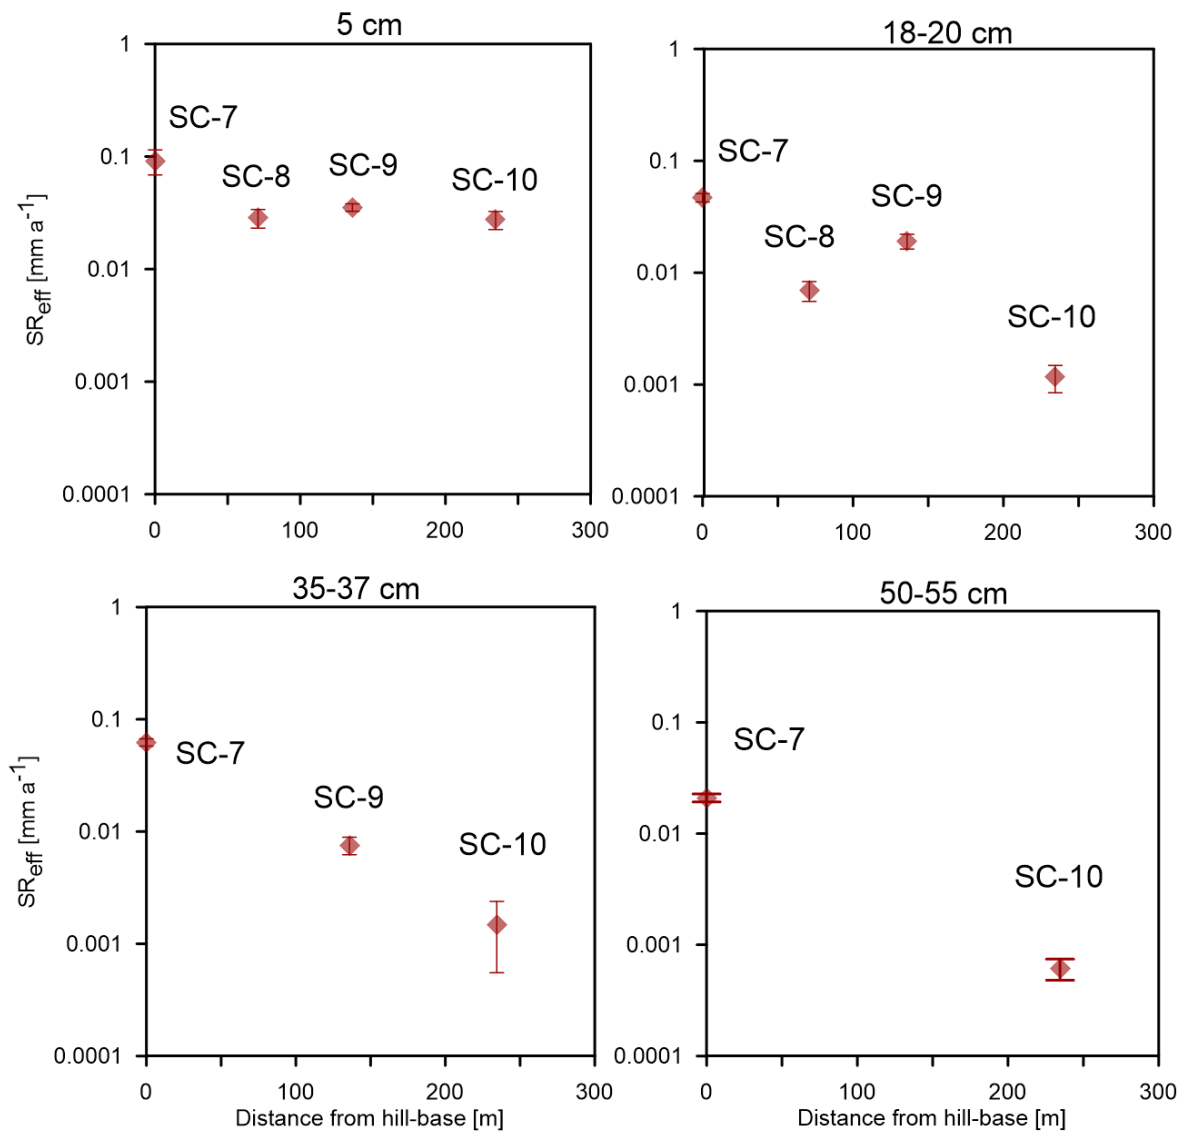 5 cm
1
0.1
0.01
0.001
0.0001
SR_eff [mm a^-1]
SC-7
SC-8
SC-9
SC-10
0 100 200 300
18-20 cm
1
0.1
0.01
0.001
0.0001
SC-7
SC-8
SC-9
SC-10
0 100 200 300
35-37 cm
1
0.1
0.01
0.001
0.0001
SR_eff [mm a^-1]
SC-7
SC-9
SC-10
0 100 200 300
Distance from hill-base [m]
50-55 cm
1
0.1
0.01
0.001
0.0001
SC-7
SC-10
0 100 200 300
Distance from hill-base [m]